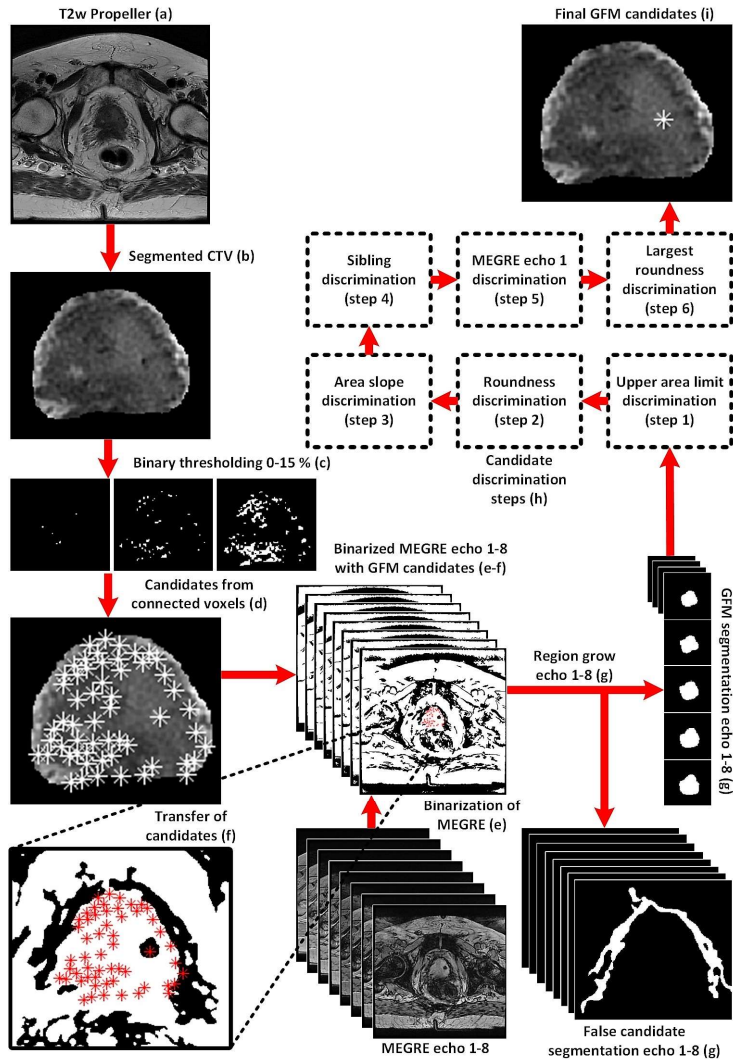 T2w Propeller (a)
Segmented CTV (b)
Binary thresholding 0-15 % (c)
Candidates from
connected voxels (d)
Transfer of
candidates (f)
Binarized MEGRE echo 1-8
with GFM candidates (e-f)
Binarization of
MEGRE (e)
MEGRE echo 1-8
Region grow
echo 1-8 (g)
False candidate
segmentation echo 1-8 (g)
GFM segmentation echo 1-8 (g)
Upper area limit
discrimination
(step 1)
Roundness
discrimination
(step 2)
Area slope
discrimination
(step 3)
Sibling
discrimination
(step 4)
MEGRE echo 1
discrimination
(step 5)
Largest
roundness
discrimination
(step 6)
Candidate
discrimination
steps (h)
Final GFM candidates (i)